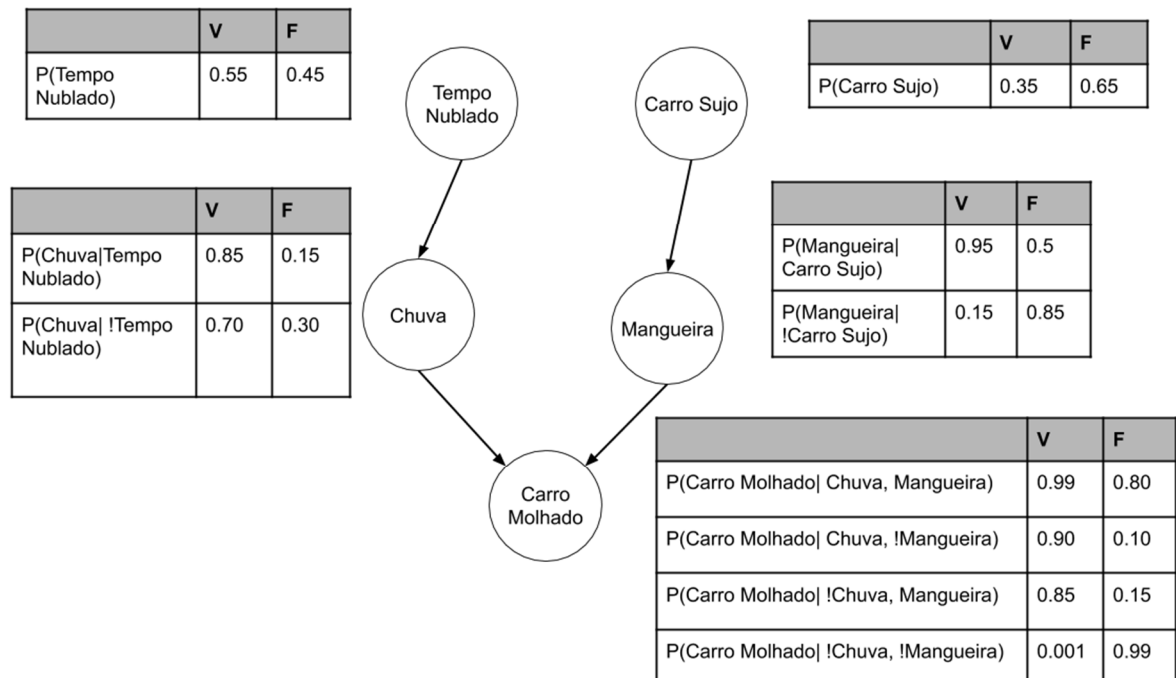 V F
P(Tempo Nublado) 0.55 0.45
Tempo
Nublado
Carro Sujo
V F
P(Carro Sujo) 0.35 0.65
V F
P(Chuva|Tempo
Nublado) 0.85 0.15
P(Chuva| !Tempo
Nublado) 0.70 0.30
Chuva
Mangueira
V F
P(Mangueira|
Carro Sujo) 0.95 0.5
P(Mangueira|
!Carro Sujo) 0.15 0.85
Carro
Molhado
V F
P(Carro Molhado| Chuva, Mangueira) 0.99 0.80
P(Carro Molhado| Chuva, !Mangueira) 0.90 0.10
P(Carro Molhado| !Chuva, Mangueira) 0.85 0.15
P(Carro Molhado| !Chuva, !Mangueira) 0.001 0.99